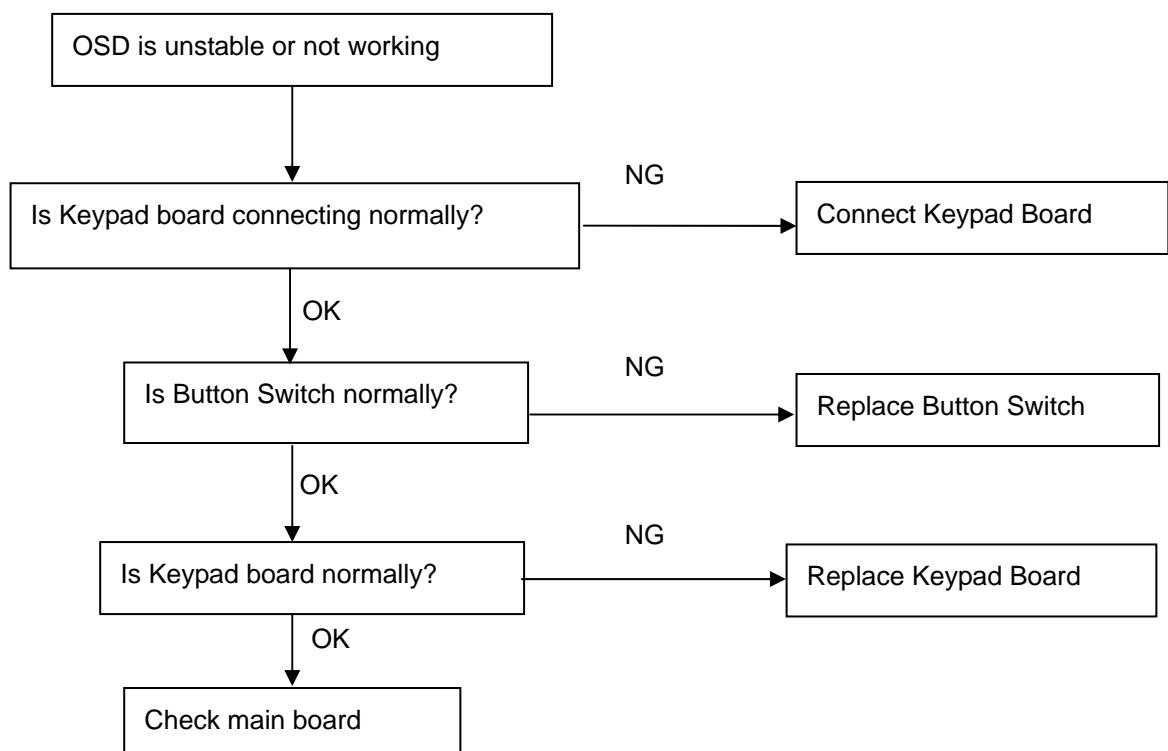 OSD is unstable or not working
NG
Is Keypad board connecting normally?
Connect Keypad Board
OK
NG
Is Button Switch normally?
Replace Button Switch
OK
NG
Is Keypad board normally?
Replace Keypad Board
OK
Check main board